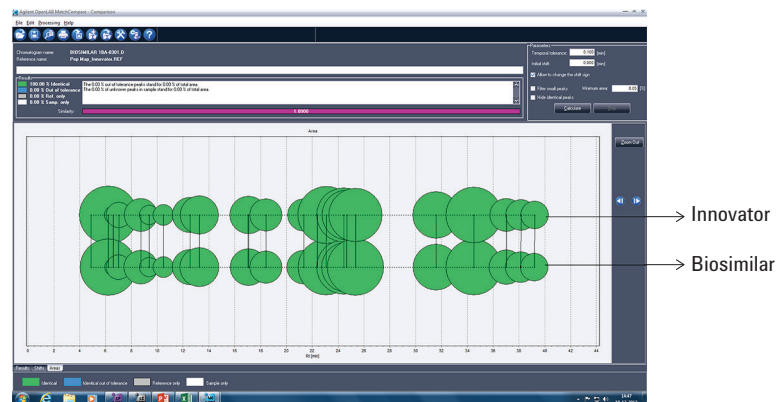 Agilent OpenLAB MatchCompare - Comparison
File Edit Processing Help
Chromatogram name: BIOSIMILAR 1BA-0301.D
Reference name: Pep Map_Innovator.REF
Results
100.00 % Identical
0.00 % Out of tolerance
0.00 % Ref. only
0.00 % Samp. only
The 0.00 % out of tolerance peaks stand for 0.00 % of total area.
The 0.00 % of unknown peaks in sample stand for 0.00 % of total area.
Similarity: 1.0000
Parameters
Temporal tolerance: 0.100 [min]
Initial shift: 0.000 [min]
Allow to change the shift sign
Filter small peaks Minimum area: 0.03 [%]
Hide identical peaks
Calculate
Zoom Out
Area
Innovator
Biosimilar
0 2 4 6 8 10 12 14 16 18 20 22 24 26 28 30 32 34 36 38 40 42 44
Rt [min]
Results Shifts Areas
Identical Identical out of tolerance Reference only Sample only
14:47